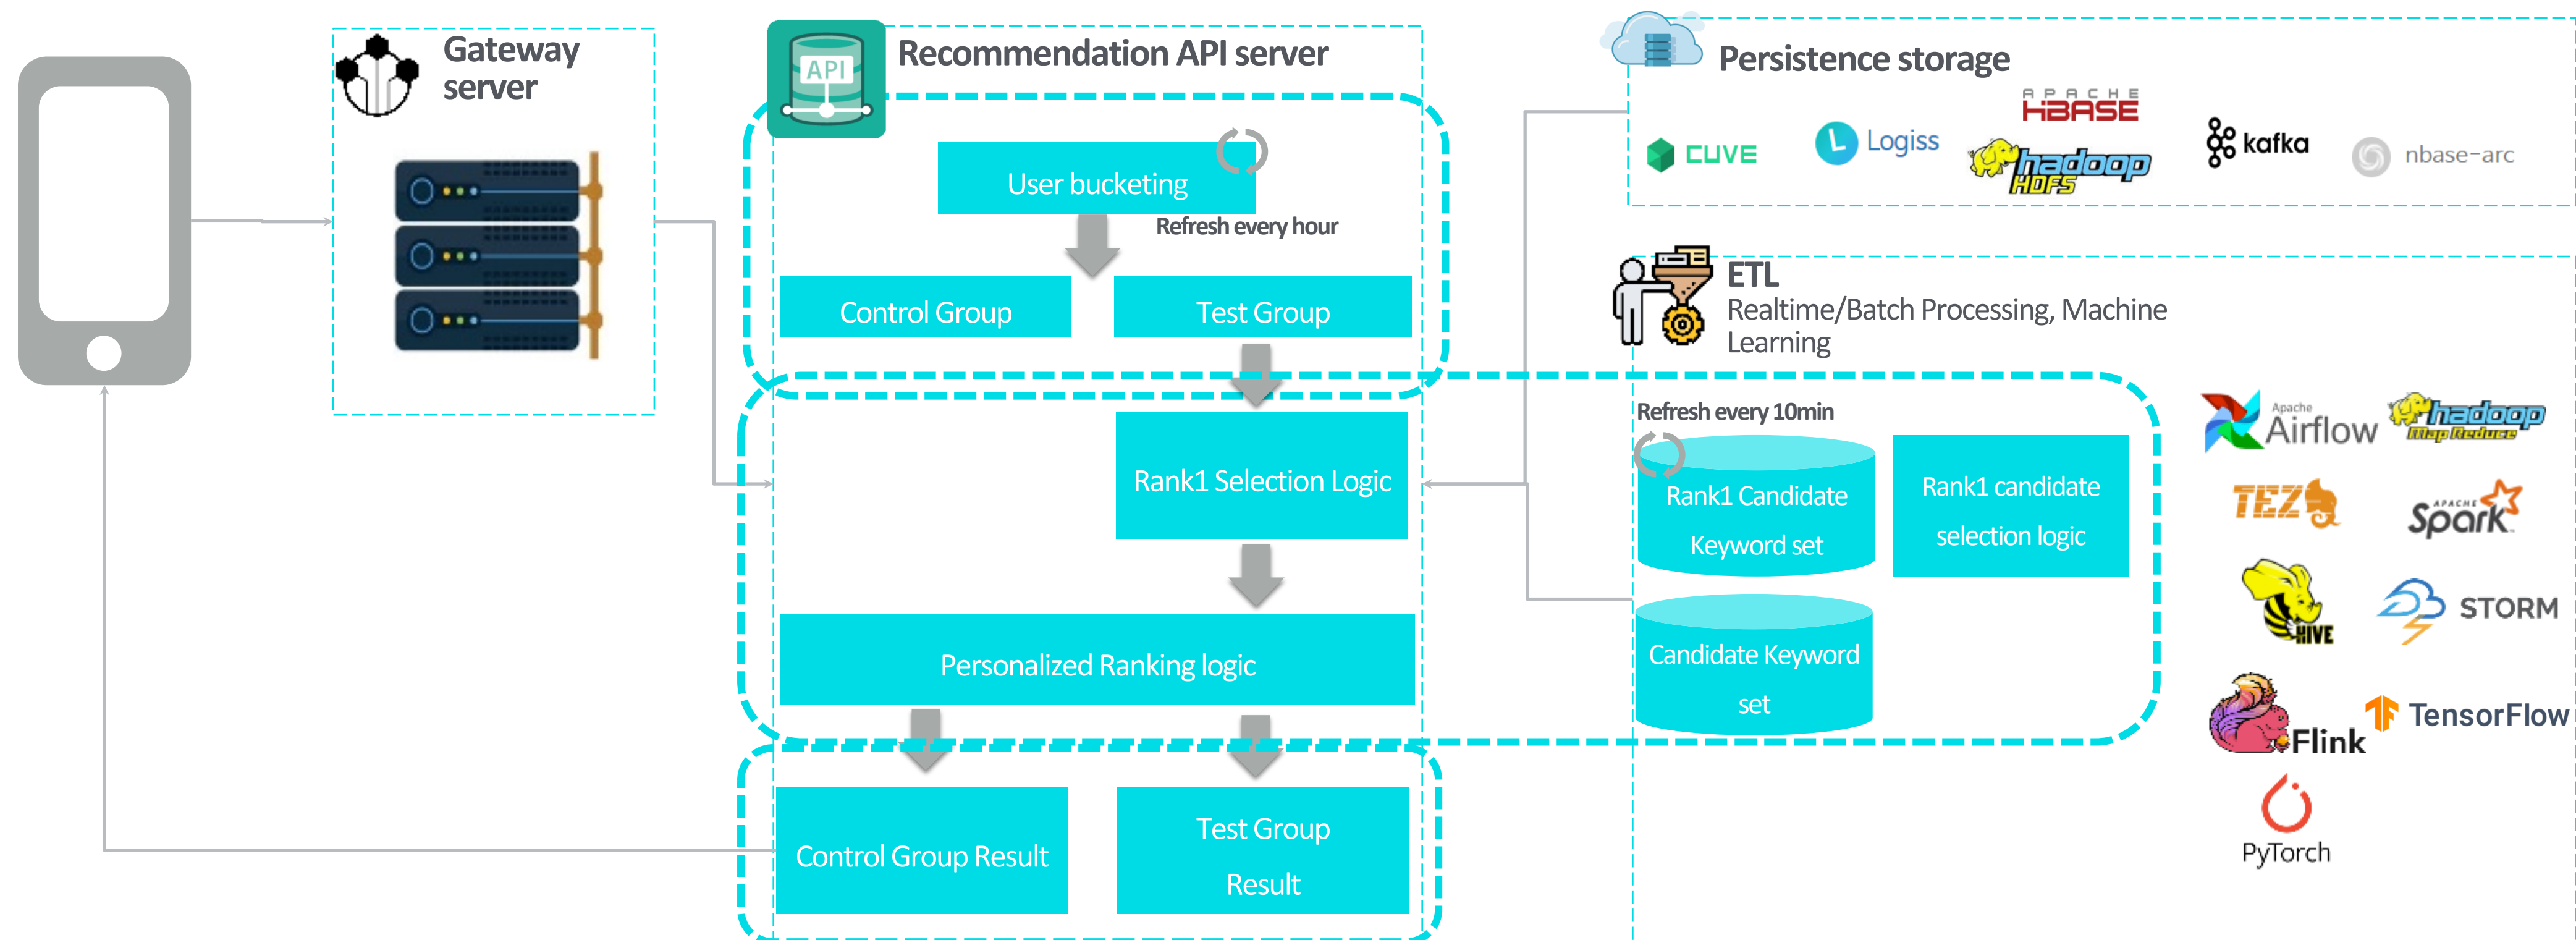 Gateway
server
API
Recommendation API server
User bucketing
Refresh every hour
Control Group
Test Group
Rank1 Selection Logic
Personalized Ranking logic
Control Group Result
Test Group
Result
Persistence storage
CUVE
L
Logiss
APACHE
HBASE
hadoop
HDFS
kafka
nbase-arc
ETL
Realtime/Batch Processing, Machine
Learning
Refresh every 10min
Rank1 Candidate
Keyword set
Rank1 candidate
selection logic
Candidate Keyword
set
Apache
Airflow
hadoop
Map Reduce
TEZ
APACHE
Spark
HIVE
STORM
Flink
TensorFlow
PyTorch